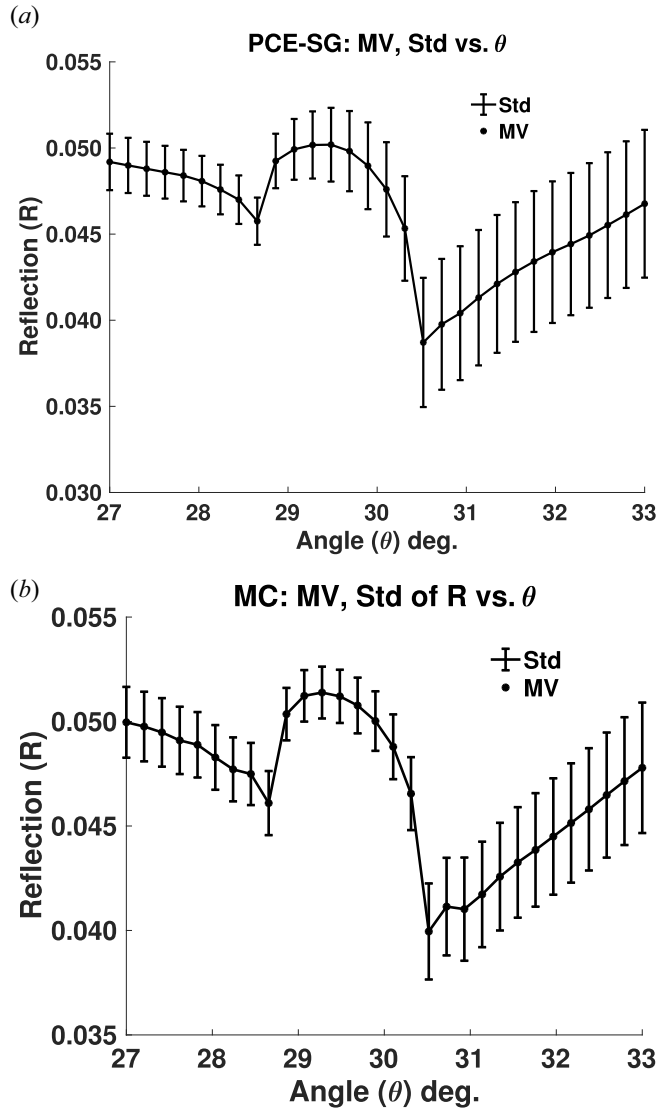 (a)
PCE-SG: MV, Std vs. θ
Reflection (R)
0.055
0.050
0.045
0.040
0.035
0.030
Std
MV
27 28 29 30 31 32 33
Angle (θ) deg.
(b)
MC: MV, Std of R vs. θ
Reflection (R)
0.055
0.050
0.045
0.040
0.035
Std
MV
27 28 29 30 31 32 33
Angle (θ) deg.